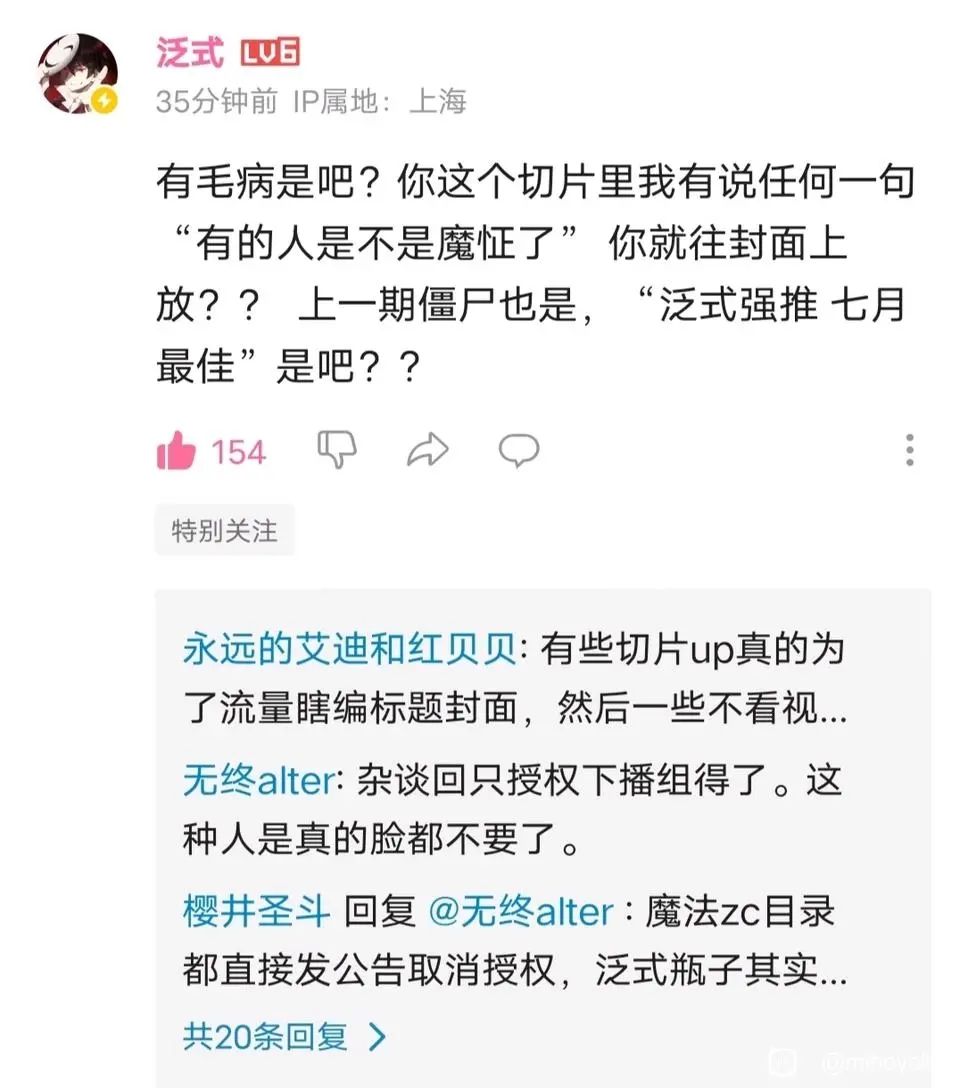 泛式 LV6
35分钟前 IP属地：上海
有毛病是吧？你这个切片里我有说任何一句
“有的人是不是魔怔了” 你就往封面上
放？？ 上一期僵尸也是，“泛式强推 七月
最佳”是吧？？
154
特别关注
永远的艾迪和红贝贝: 有些切片up真的为
了流量瞎编标题封面，然后一些不看视...
无终alter: 杂谈回只授权下播组得了。这
种人是真的脸都不要了。
樱井圣斗 回复 @无终alter : 魔法zc目录
都直接发公告取消授权，泛式瓶子其实...
共20条回复